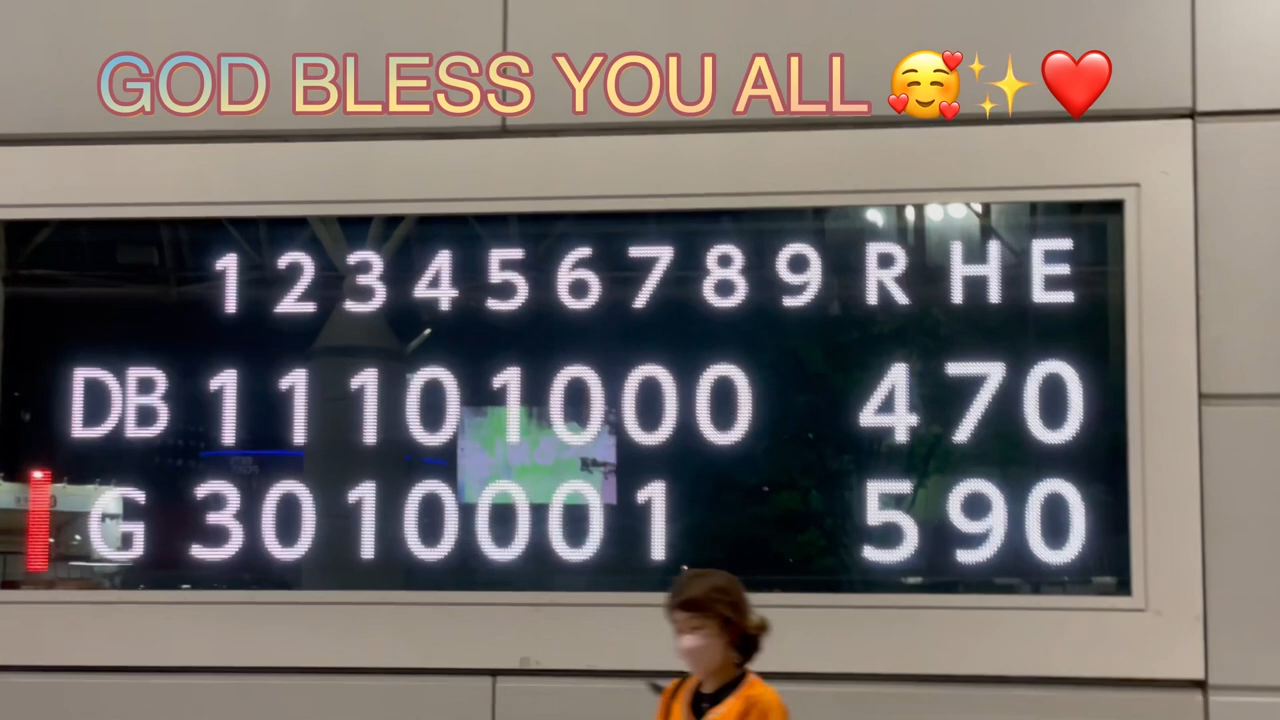 GOD BLESS YOU ALL 🥰✨❤️
1 2 3 4 5 6 7 8 9 R H E
DB 1 1 1 0 1 0 0 0 4 7 0
G 3 0 1 0 0 0 1 5 9 0